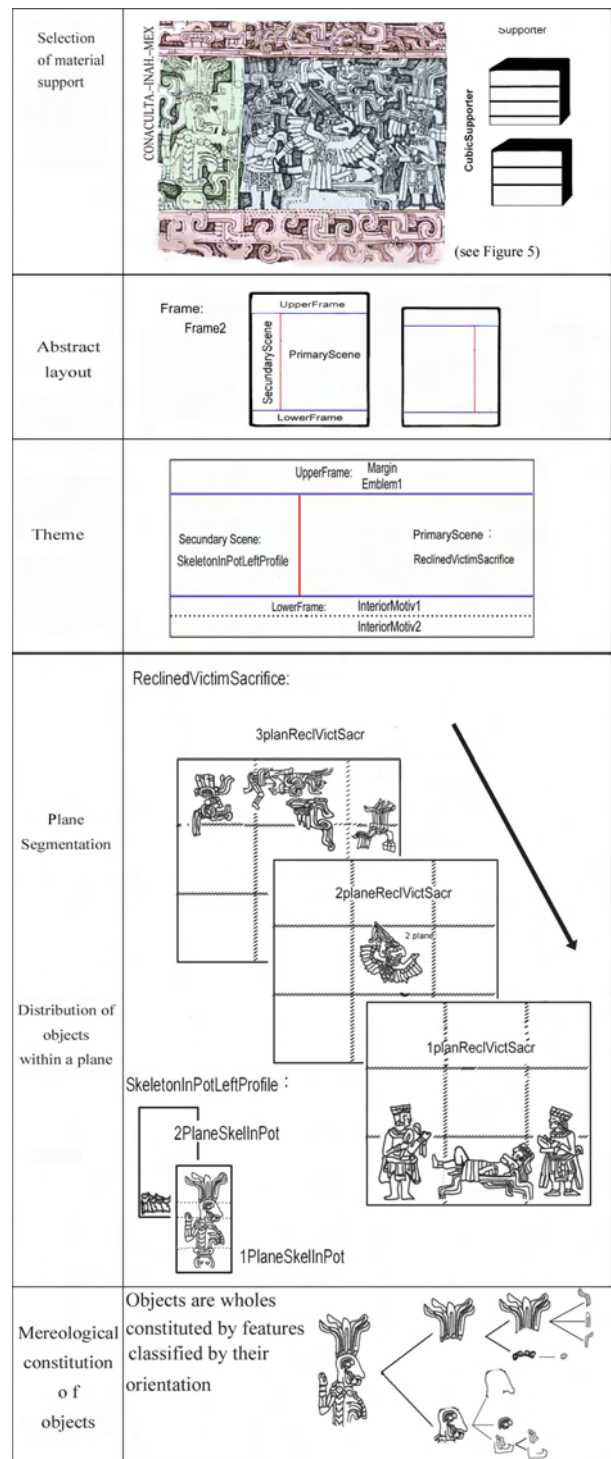 Selection
of material
support
CONACULTA.-INAH.-MEX
Supporter
CubicSupporter
(see Figure 5)
Abstract
layout
Frame:
Frame2
UpperFrame
SecundaryScene
PrimaryScene
LowerFrame
Theme
UpperFrame: Margin
Emblem1
Secundary Scene:
SkeletonInPotLeftProfile
PrimaryScene :
ReclinedVictimSacrifice
LowerFrame: InteriorMotiv1
InteriorMotiv2
Plane
Segmentation
Distribution of
objects
within a plane
ReclinedVictimSacrifice:
3planReclVictSacr
2planeReclVictSacr
2 plane
1planReclVictSacr
SkeletonInPotLeftProfile :
2PlaneSkelInPot
1PlaneSkelInPot
Mereological
constitution
o f
objects
Objects are wholes
constituted by features
classified by their
orientation